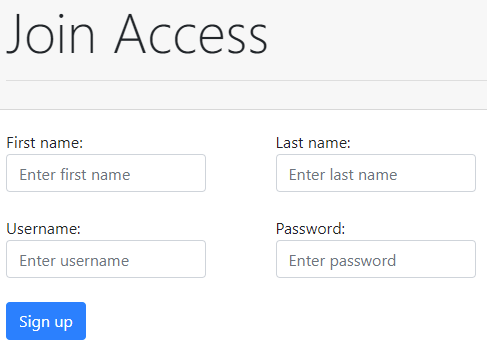 Join Access
First name:
Last name:
Enter first name
Enter last name
Username:
Password:
Enter username
Enter password
Sign up